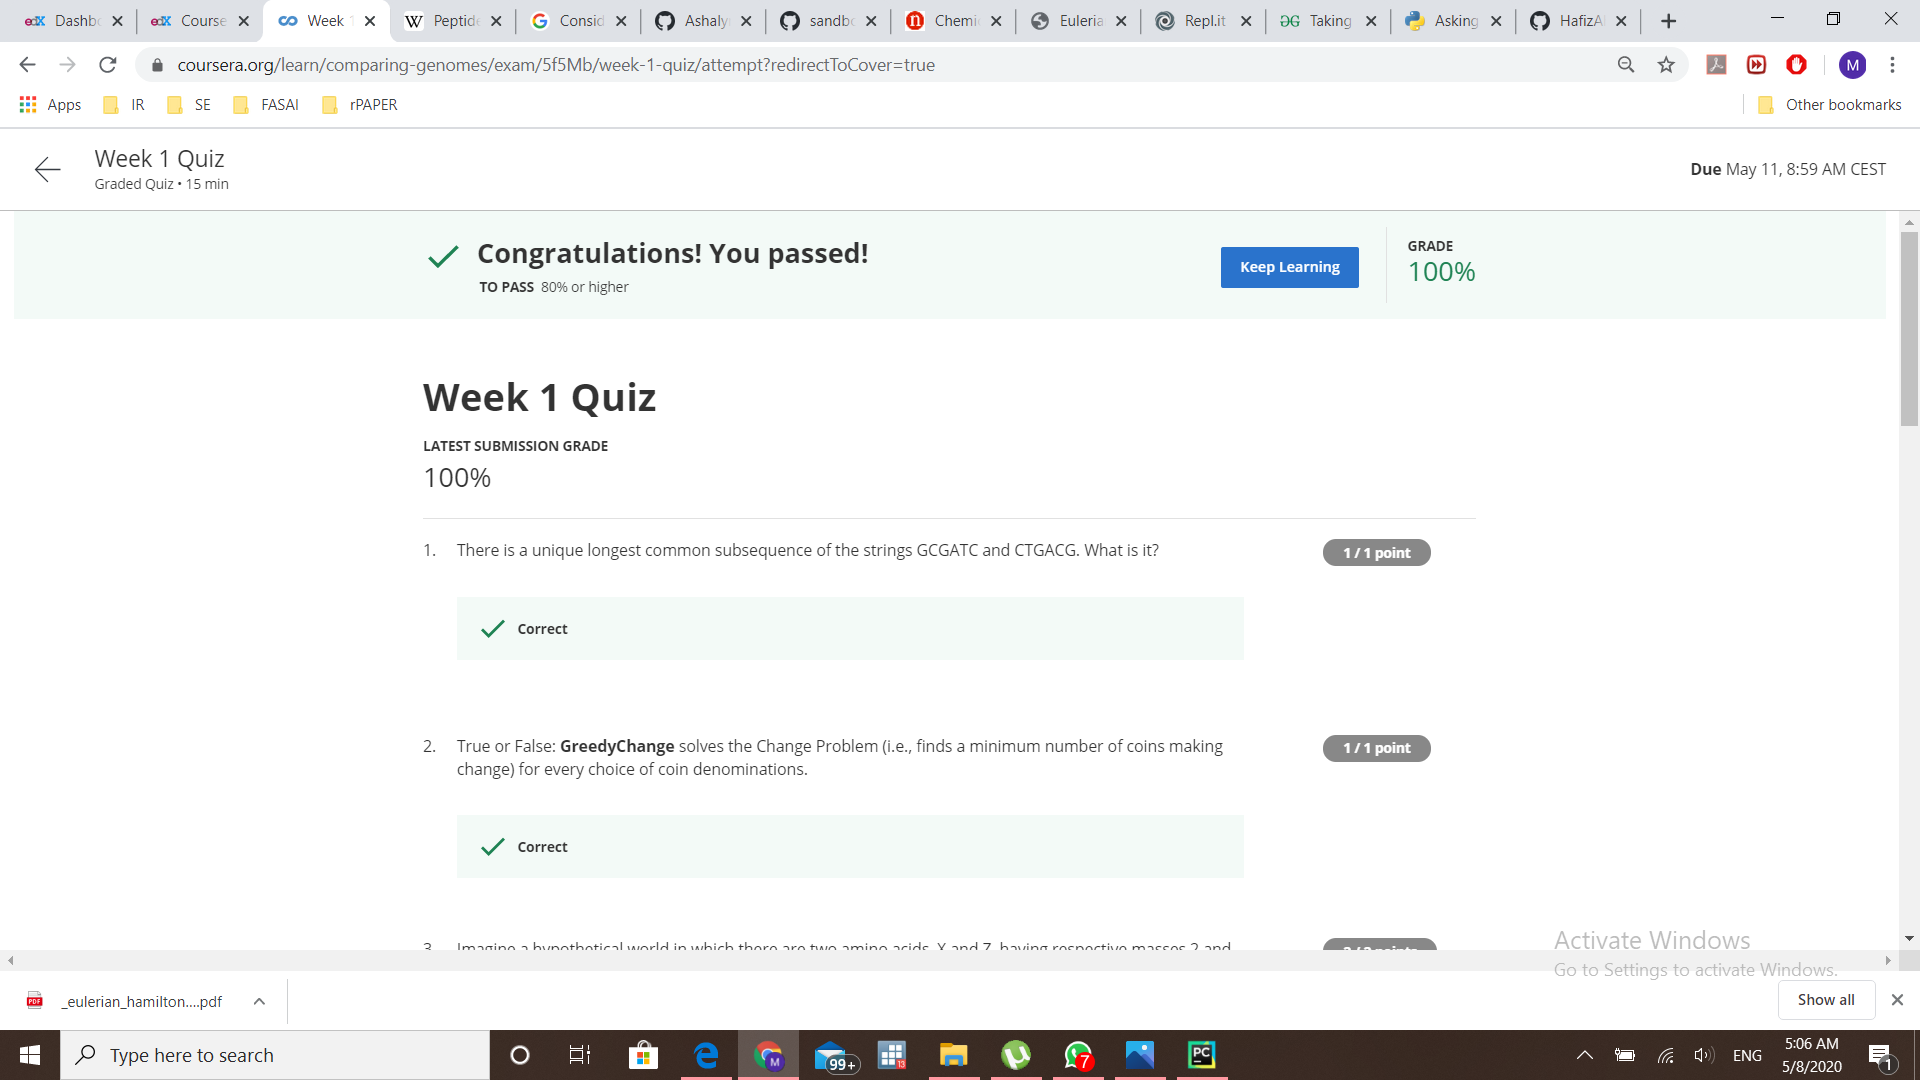 Dashb
Course
Week 1
Peptide
Consid
Ashaly
sandbo
Chemi
Euleria
Repl.it
Taking
Asking
HafizA
coursera.org/learn/comparing-genomes/exam/5f5Mb/week-1-quiz/attempt?redirectToCover=true
M
Apps
IR
SE
FASAI
rPAPER
Other bookmarks
Week 1 Quiz
Graded Quiz • 15 min
Due May 11, 8:59 AM CEST
Congratulations! You passed!
TO PASS 80% or higher
Keep Learning
GRADE
100%
Week 1 Quiz
LATEST SUBMISSION GRADE
100%
1. There is a unique longest common subsequence of the strings GCGATC and CTGACG. What is it?
1 / 1 point
Correct
2. True or False: GreedyChange solves the Change Problem (i.e., finds a minimum number of coins making
change) for every choice of coin denominations.
1 / 1 point
Correct
3. Imagine a hypothetical world in which there are two amino acids, X and Z, having respective masses 2 and
Activate Windows
Go to Settings to activate Windows.
_eulerian_hamilton....pdf
Show all
Type here to search
99+
13
7
PC
ENG
5:06 AM
5/8/2020
1